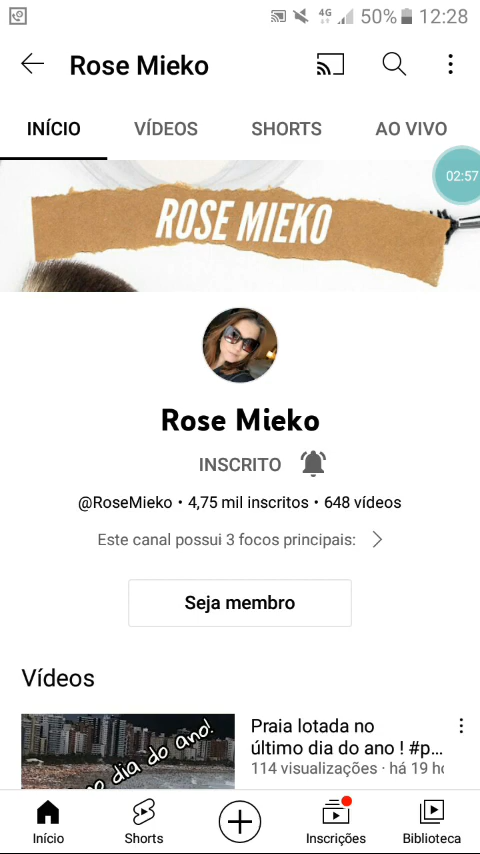 4G 50% 12:28
Rose Mieko
INÍCIO VÍDEOS SHORTS AO VIVO
02:57
ROSE MIEKO
Rose Mieko
INSCRITO
@RoseMieko • 4,75 mil inscritos • 648 vídeos
Este canal possui 3 focos principais:
Seja membro
Vídeos
o dia do ano!
Praia lotada no
último dia do ano ! #p...
114 visualizações · há 19 h
Início Shorts Inscrições Biblioteca